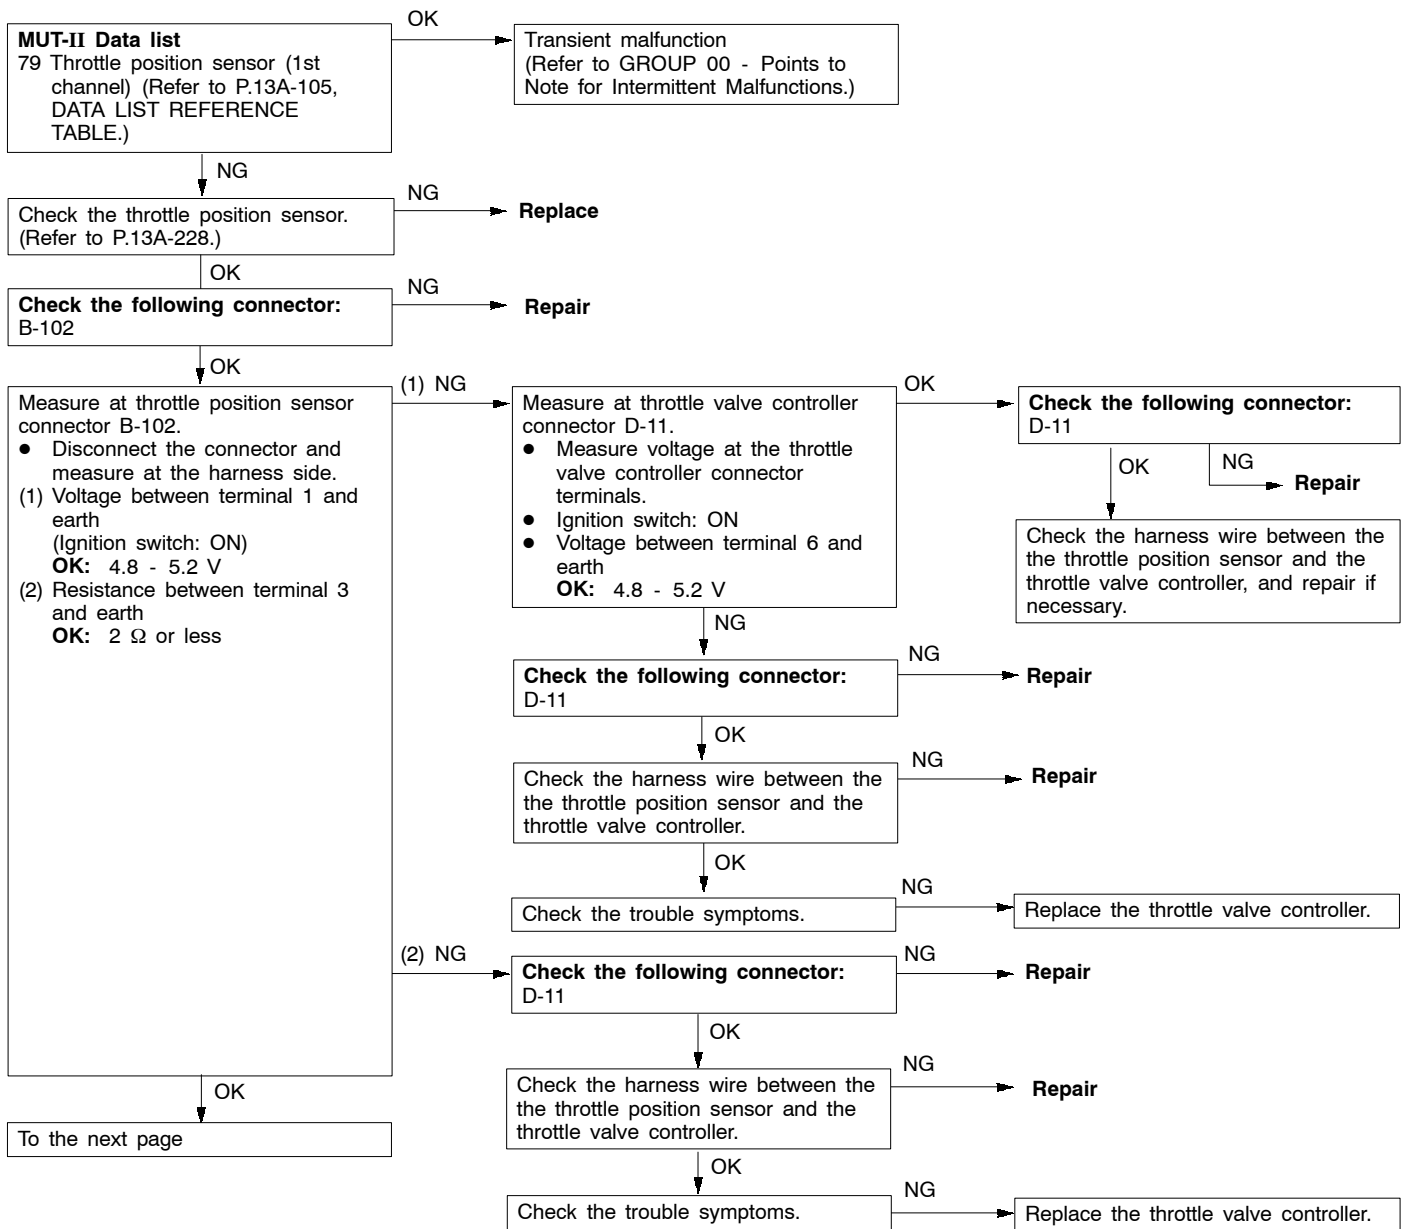 MUT-II Data list
79 Throttle position sensor (1st
channel) (Refer to P.13A-105,
DATA LIST REFERENCE
TABLE.)
OK
Transient malfunction
(Refer to GROUP 00 - Points to
Note for Intermittent Malfunctions.)
NG
Check the throttle position sensor.
(Refer to P.13A-228.)
NG
Replace
OK
Check the following connector:
B-102
NG
Repair
OK
Measure at throttle position sensor
connector B-102.
● Disconnect the connector and
measure at the harness side.
(1) Voltage between terminal 1 and
earth
(Ignition switch: ON)
OK: 4.8 - 5.2 V
(2) Resistance between terminal 3
and earth
OK: 2 Ω or less
(1) NG
Measure at throttle valve controller
connector D-11.
● Measure voltage at the throttle
valve controller connector
terminals.
● Ignition switch: ON
● Voltage between terminal 6 and
earth
OK: 4.8 - 5.2 V
OK
Check the following connector:
D-11
OK
NG
Repair
Check the harness wire between the
the throttle position sensor and the
throttle valve controller, and repair if
necessary.
NG
Check the following connector:
D-11
NG
Repair
OK
Check the harness wire between the
the throttle position sensor and the
throttle valve controller.
NG
Repair
OK
Check the trouble symptoms.
NG
Replace the throttle valve controller.
(2) NG
Check the following connector:
D-11
NG
Repair
OK
Check the harness wire between the
the throttle position sensor and the
throttle valve controller.
NG
Repair
OK
Check the trouble symptoms.
NG
Replace the throttle valve controller.
OK
To the next page